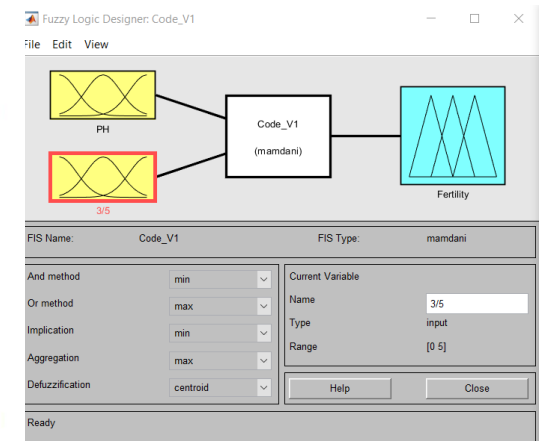 Fuzzy Logic Designer: Code_V1
File Edit View
PH
Code_V1
(mamdani)
3/5
Fertility
FIS Name: Code_V1 FIS Type: mamdani
And method min
Or method max
Implication min
Aggregation max
Defuzzification centroid
Current Variable
Name 3/5
Type input
Range [0 5]
Help Close
Ready